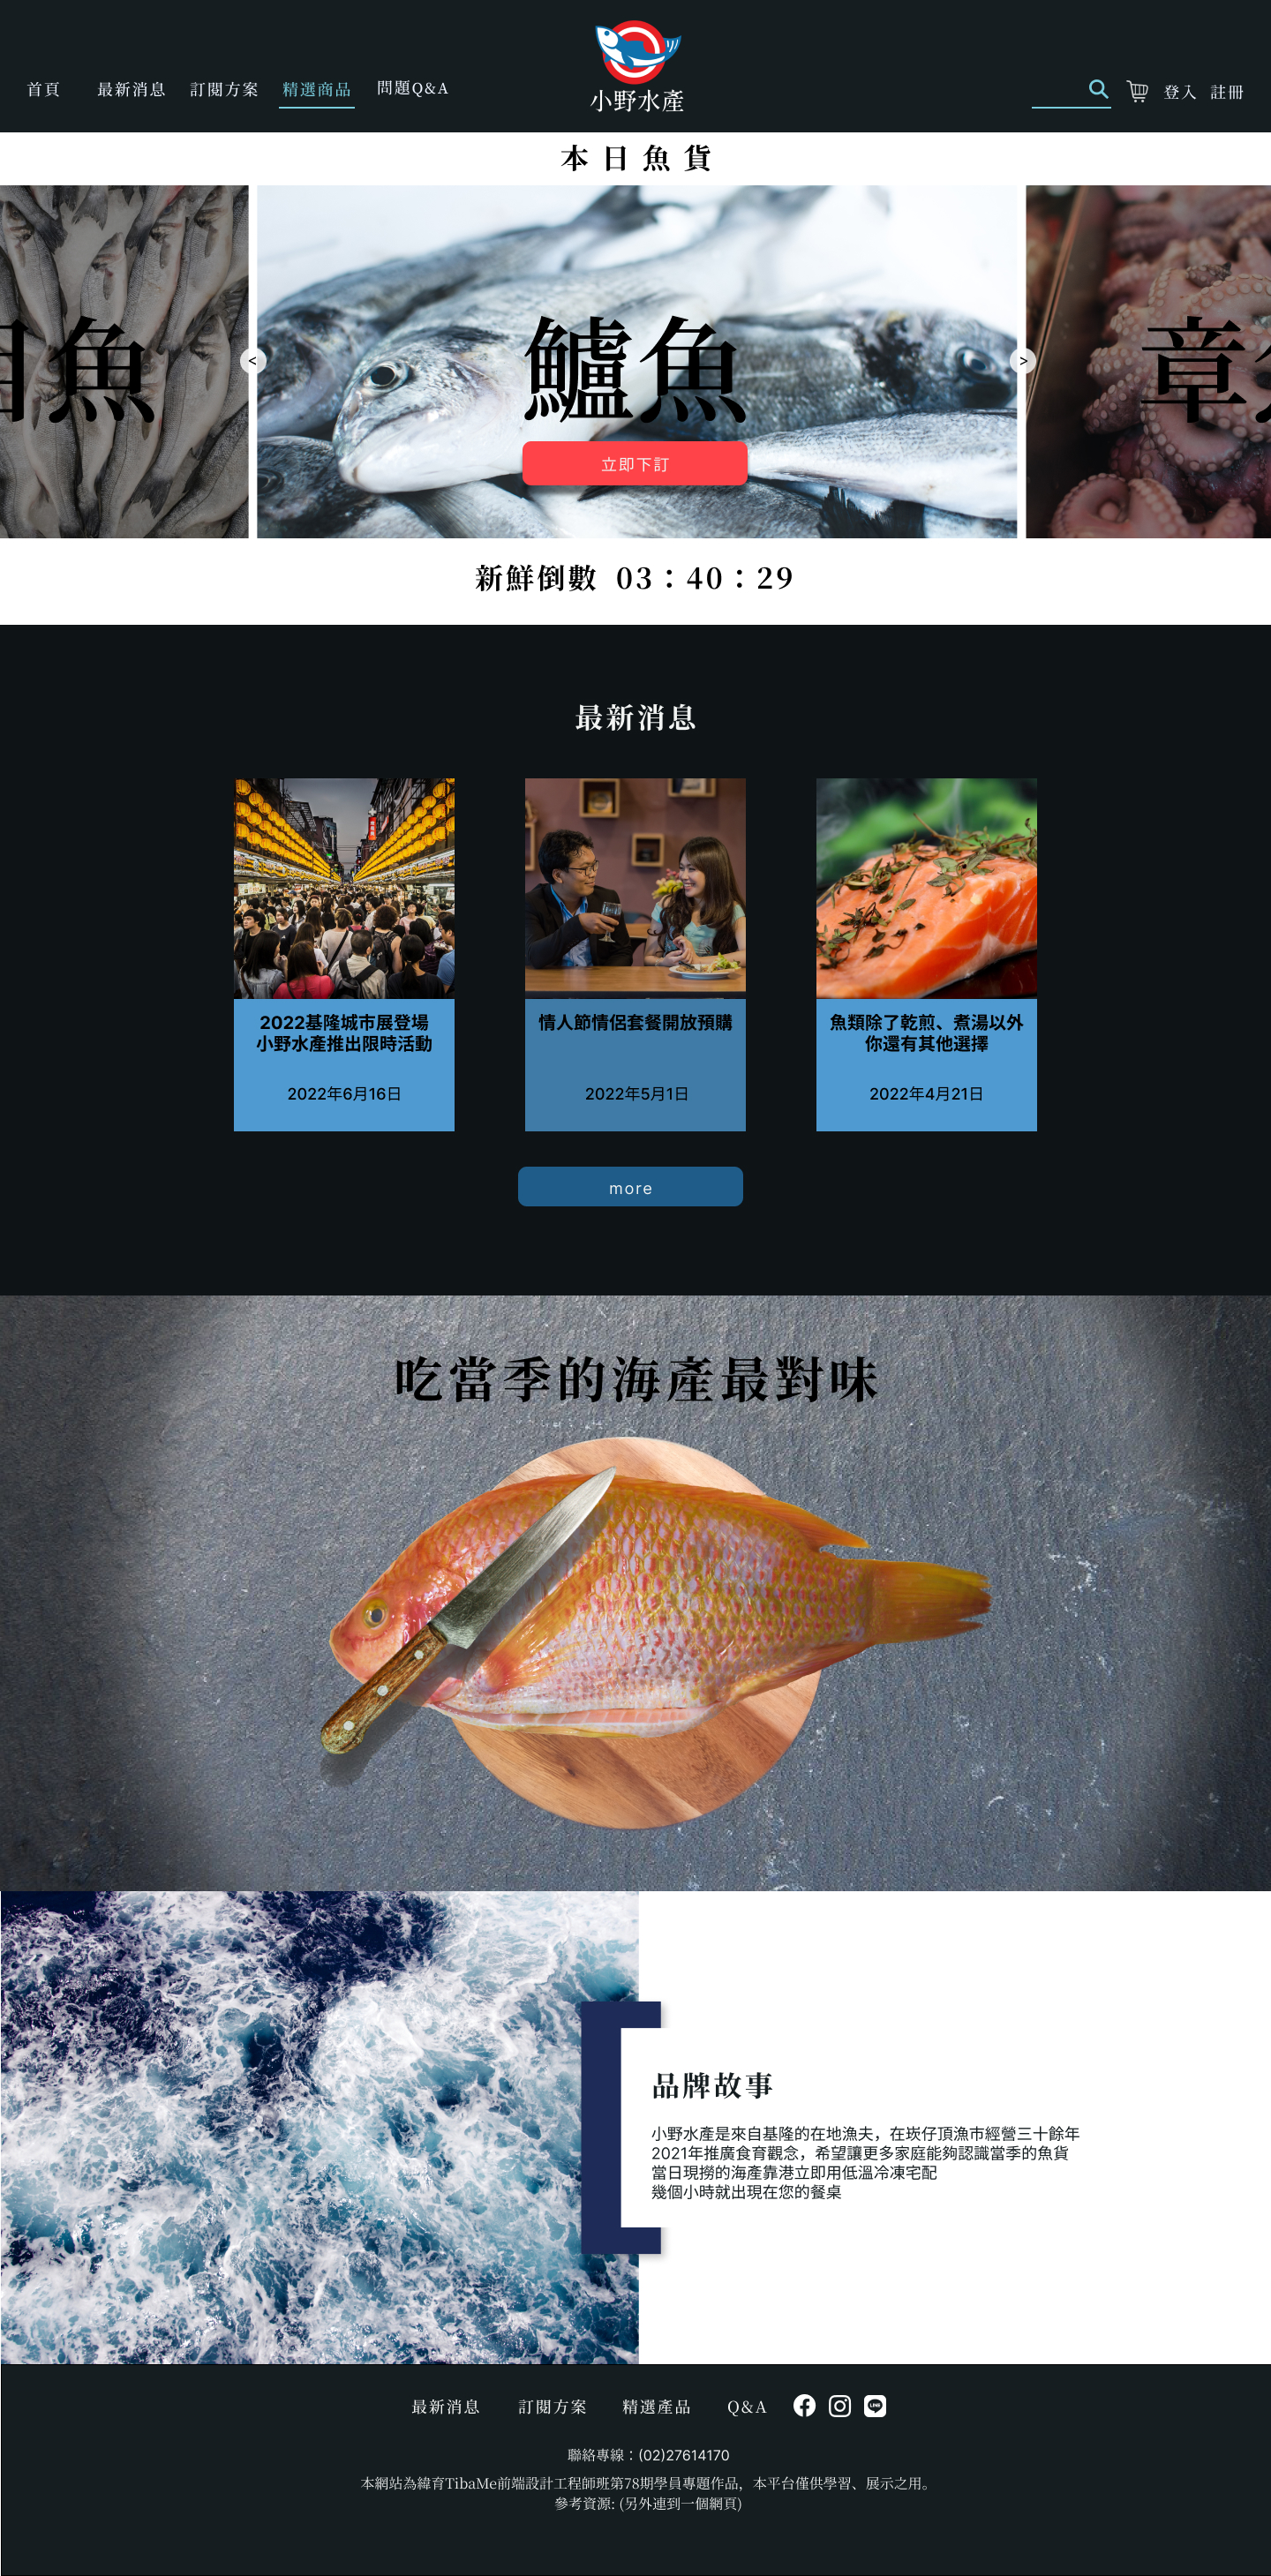 首頁 最新消息 訂閱方案 精選商品 問題Q&A
小野水產
登入 註冊
本日魚貨
魚
<
鱸魚
>
章
立即下訂
新鮮倒數 03：40：29
最新消息
2022基隆城市展登場
小野水產推出限時活動
2022年6月16日
情人節情侶套餐開放預購
2022年5月1日
魚類除了乾煎、煮湯以外
你還有其他選擇
2022年4月21日
more
吃當季的海產最對味
品牌故事
小野水產是來自基隆的在地漁夫，在崁仔頂漁市經營三十餘年
2021年推廣食育觀念，希望讓更多家庭能夠認識當季的魚貨
當日現撈的海產靠港立即用低溫冷凍宅配
幾個小時就出現在您的餐桌
最新消息 訂閱方案 精選產品 Q&A
LINE
聯絡專線：(02)27614170
本網站為緯育TibaMe前端設計工程師班第78期學員專題作品，本平台僅供學習、展示之用。
參考資源: (另外連到一個網頁)